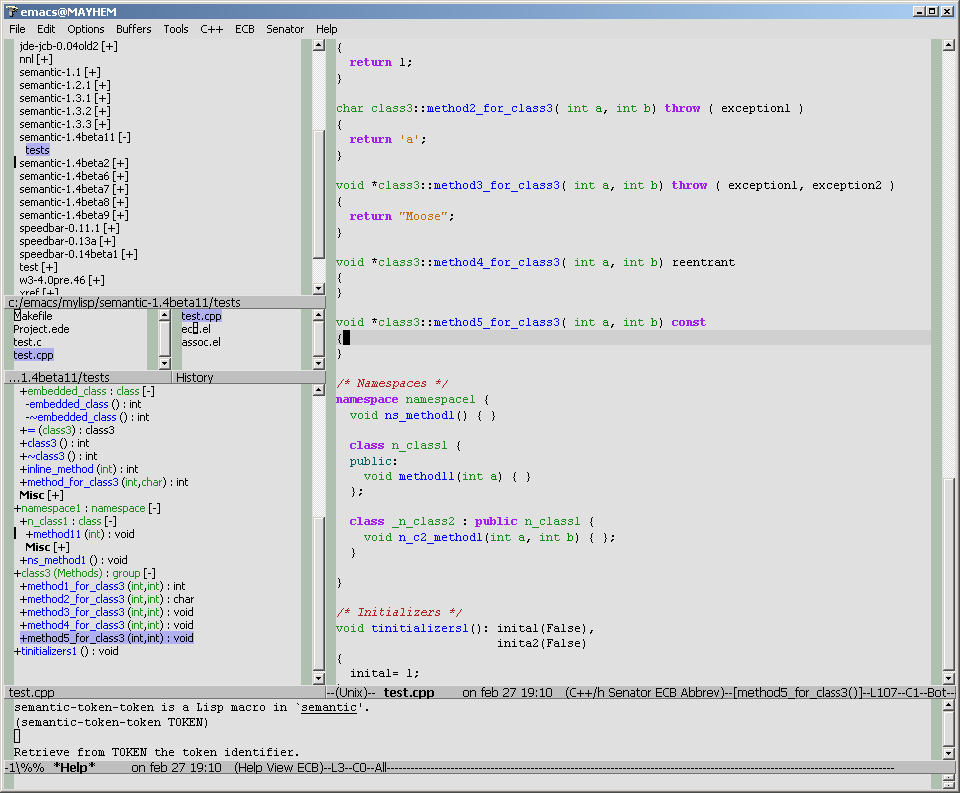 emacs@MAYHEM
File Edit Options Buffers Tools C++ ECB Senator Help
jde-jcb-0.04old2 [+]
nnl [+]
semantic-1.1 [+]
semantic-1.2.1 [+]
semantic-1.3.1 [+]
semantic-1.3.2 [+]
semantic-1.3.3 [+]
semantic-1.4beta11 [-]
tests
semantic-1.4beta2 [+]
semantic-1.4beta6 [+]
semantic-1.4beta7 [+]
semantic-1.4beta8 [+]
semantic-1.4beta9 [+]
speedbar-0.11.1 [+]
speedbar-0.13a [+]
speedbar-0.14beta1 [+]
test [+]
w3-4.0pre.46 [+]
xref [+]
c:/emacs/mylisp/semantic-1.4beta11/tests
Makefile
Project.ede
test.c
test.cpp
...1.4beta11/tests
test.cpp
ecb.el
assoc.el
History
+embedded_class : class [-]
-embedded_class () : int
-~embedded_class () : int
+= (class3) : class3
+class3 () : int
+~class3 () : int
+inline_method (int) : int
+method_for_class3 (int,char) : int
Misc [+]
+namespace1 : namespace [-]
+n_class1 : class [-]
+method11 (int) : void
Misc [+]
+ns_method1 () : void
+class3 (Methods) : group [-]
+method1_for_class3 (int,int) : int
+method2_for_class3 (int,int) : char
+method3_for_class3 (int,int) : void
+method4_for_class3 (int,int) : void
+method5_for_class3 (int,int) : void
+tinitializers1 () : void
test.cpp
{
return 1;
}
char class3::method2_for_class3( int a, int b) throw ( exception1 )
{
return 'a';
}
void *class3::method3_for_class3( int a, int b) throw ( exception1, exception2 )
{
return "Moose";
}
void *class3::method4_for_class3( int a, int b) reentrant
{
}
void *class3::method5_for_class3( int a, int b) const
{
}
/* Namespaces */
namespace namespace1 {
void ns_method1() { }
class n_class1 {
public:
void method11(int a) { }
};
class _n_class2 : public n_class1 {
void n_c2_method1(int a, int b) { };
}
}
/* Initializers */
void tinitializers1(): inita1(False),
inita2(False)
{
inita1= 1;
--(Unix)-- test.cpp on feb 27 19:10 (C++/h Senator ECB Abbrev)--[method5_for_class3()]--L107--C1--Bot--
semantic-token-token is a Lisp macro in `semantic'.
(semantic-token-token TOKEN)
Retrieve from TOKEN the token identifier.
-1\%% *Help* on feb 27 19:10 (Help View ECB)--L3--C0--All--------